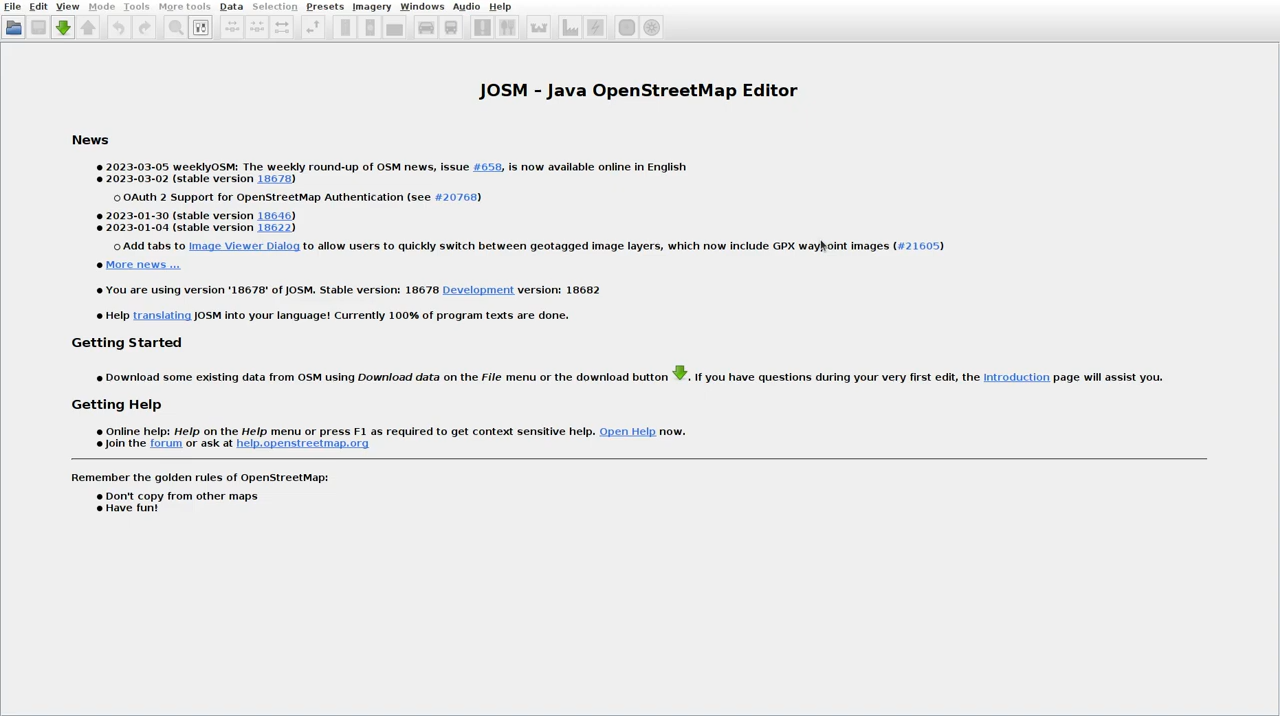 File Edit View Mode Tools More tools Data Selection Presets Imagery Windows Audio Help
JOSM – Java OpenStreetMap Editor
News
2023-03-05 weeklyOSM: The weekly round-up of OSM news, issue #658, is now available online in English
2023-03-02 (stable version 18678)
OAuth 2 Support for OpenStreetMap Authentication (see #20768)
2023-01-30 (stable version 18646)
2023-01-04 (stable version 18622)
Add tabs to Image Viewer Dialog to allow users to quickly switch between geotagged image layers, which now include GPX waypoint images (#21605)
More news ...
You are using version '18678' of JOSM. Stable version: 18678 Development version: 18682
Help translating JOSM into your language! Currently 100% of program texts are done.
Getting Started
Download some existing data from OSM using Download data on the File menu or the download button . If you have questions during your very first edit, the Introduction page will assist you.
Getting Help
Online help: Help on the Help menu or press F1 as required to get context sensitive help. Open Help now.
Join the forum or ask at help.openstreetmap.org
Remember the golden rules of OpenStreetMap:
Don't copy from other maps
Have fun!